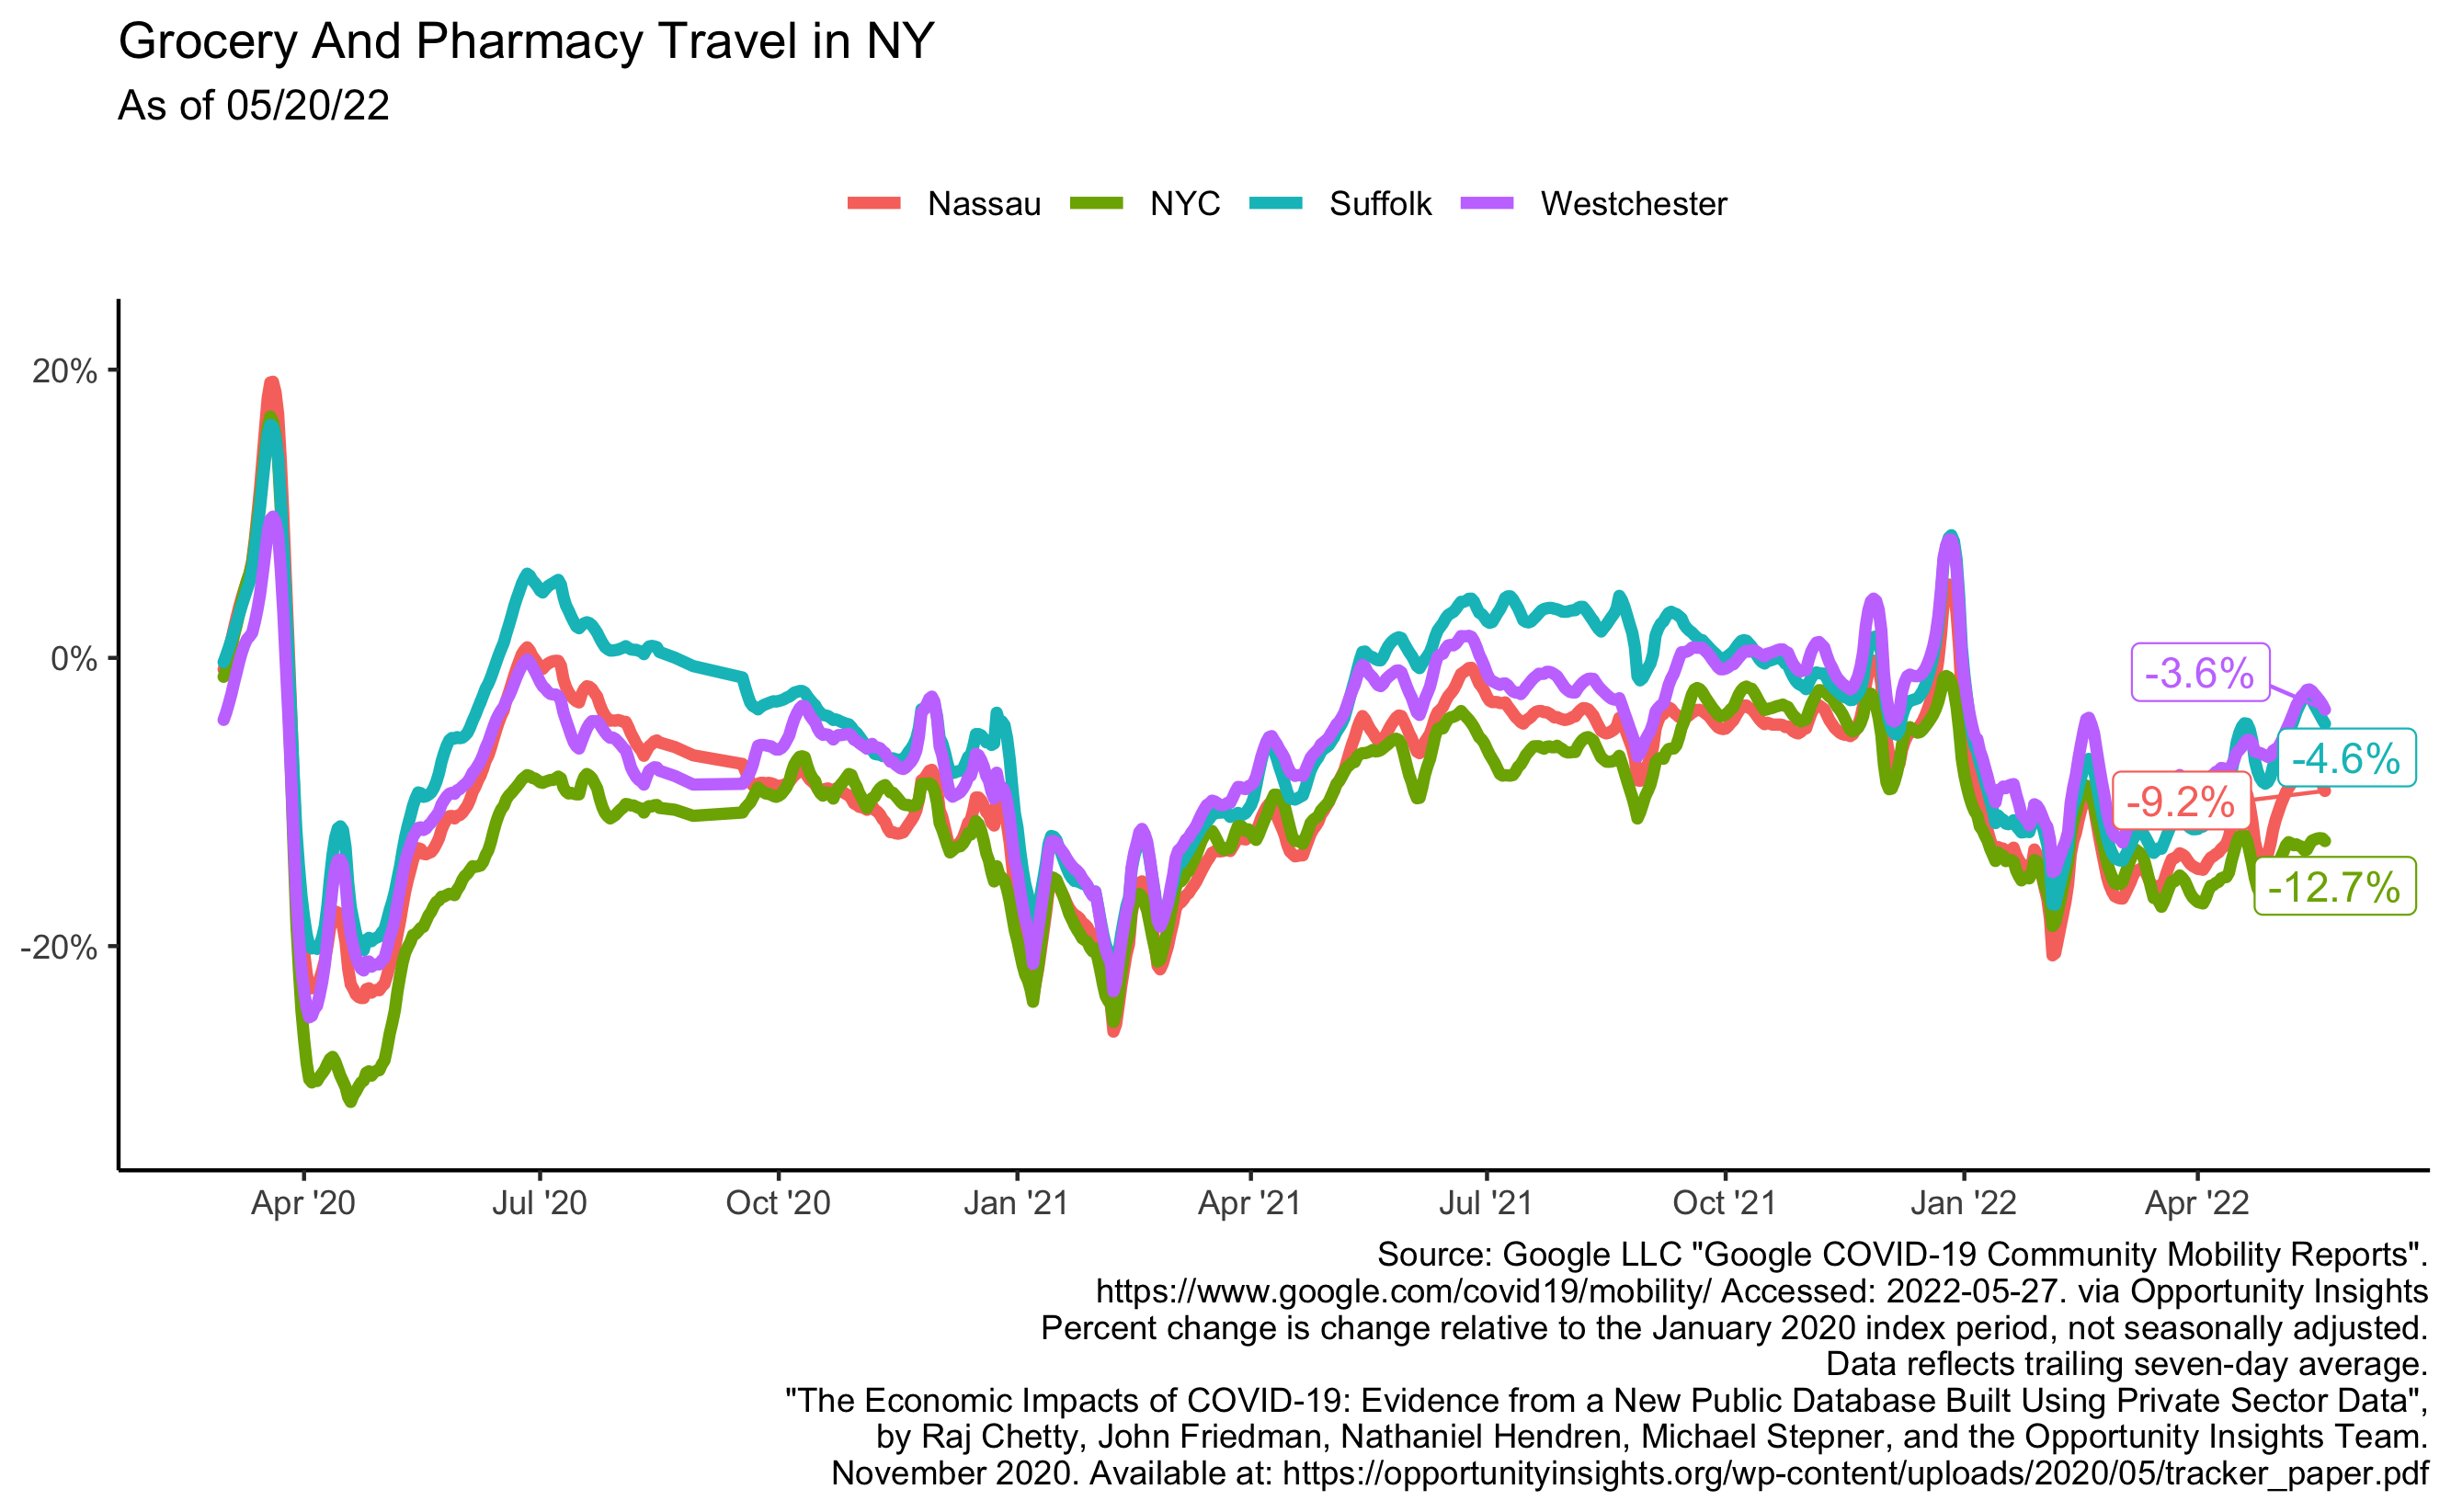 Grocery And Pharmacy Travel in NY
As of 05/20/22
Nassau NYC Suffolk Westchester
20%
0%
-20%
-3.6%
-4.6%
-9.2%
-12.7%
Apr '20 Jul '20 Oct '20 Jan '21 Apr '21 Jul '21 Oct '21 Jan '22 Apr '22
Source: Google LLC "Google COVID-19 Community Mobility Reports".
https://www.google.com/covid19/mobility/ Accessed: 2022-05-27. via Opportunity Insights
Percent change is change relative to the January 2020 index period, not seasonally adjusted.
Data reflects trailing seven-day average.
"The Economic Impacts of COVID-19: Evidence from a New Public Database Built Using Private Sector Data",
by Raj Chetty, John Friedman, Nathaniel Hendren, Michael Stepner, and the Opportunity Insights Team.
November 2020. Available at: https://opportunityinsights.org/wp-content/uploads/2020/05/tracker_paper.pdf